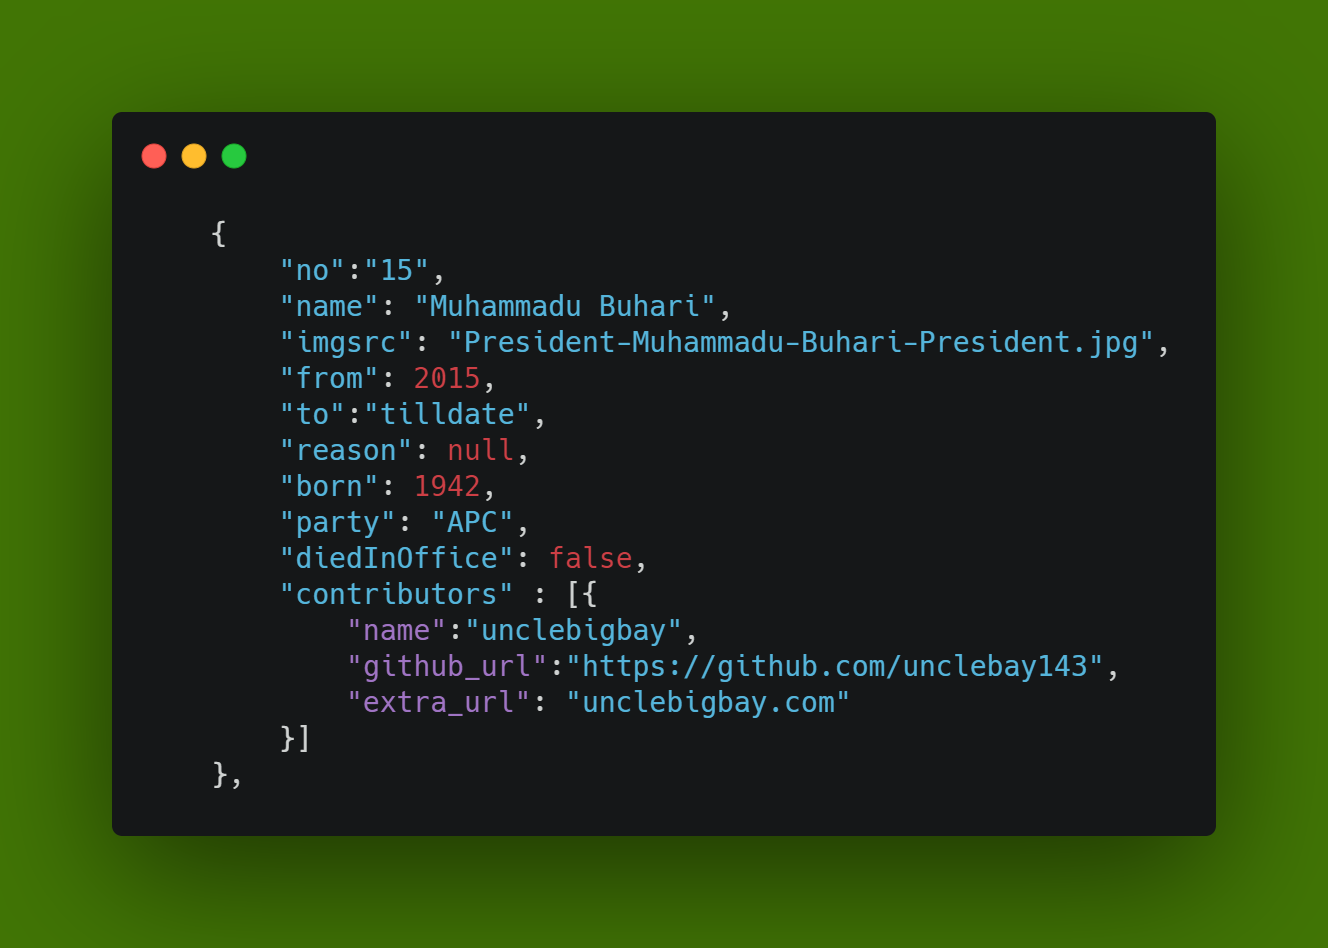 {
"no":"15",
"name": "Muhammadu Buhari",
"imgsrc": "President-Muhammadu-Buhari-President.jpg",
"from": 2015,
"to":"tilldate",
"reason": null,
"born": 1942,
"party": "APC",
"diedInOffice": false,
"contributors" : [{
"name":"unclebigbay",
"github_url":"https://github.com/unclebay143",
"extra_url": "unclebigbay.com"
}]
},